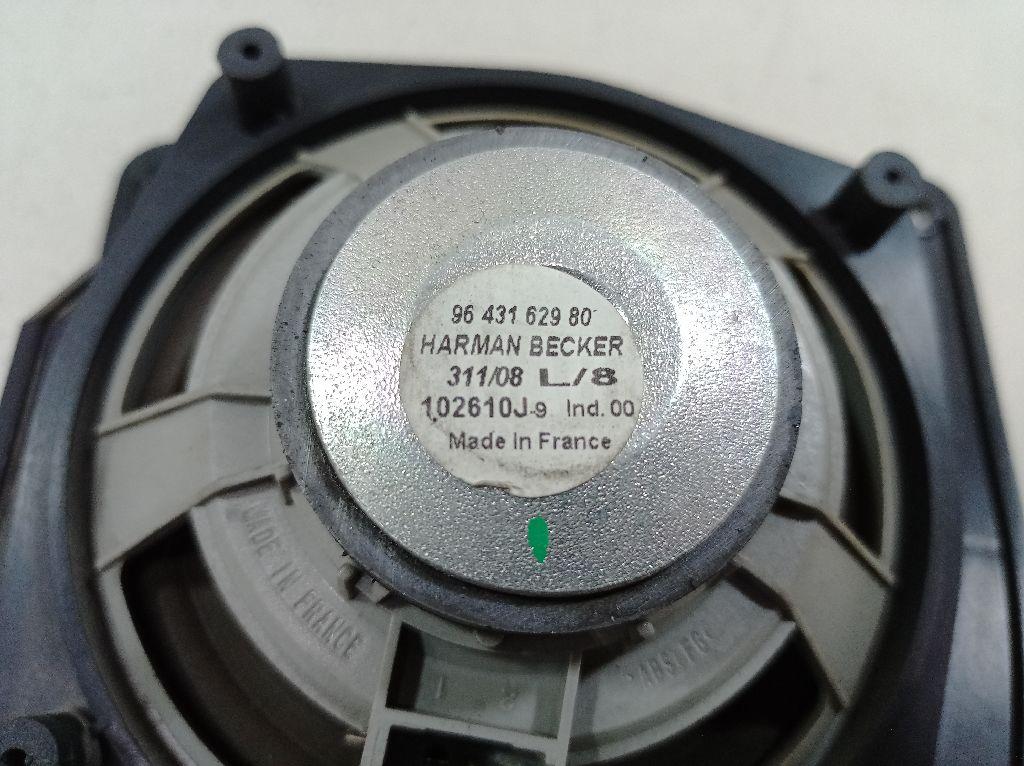 96 431 629 80
HARMAN BECKER
311/08 L/8
102610J-9 Ind. 00
Made In France
MADE IN FRANCE